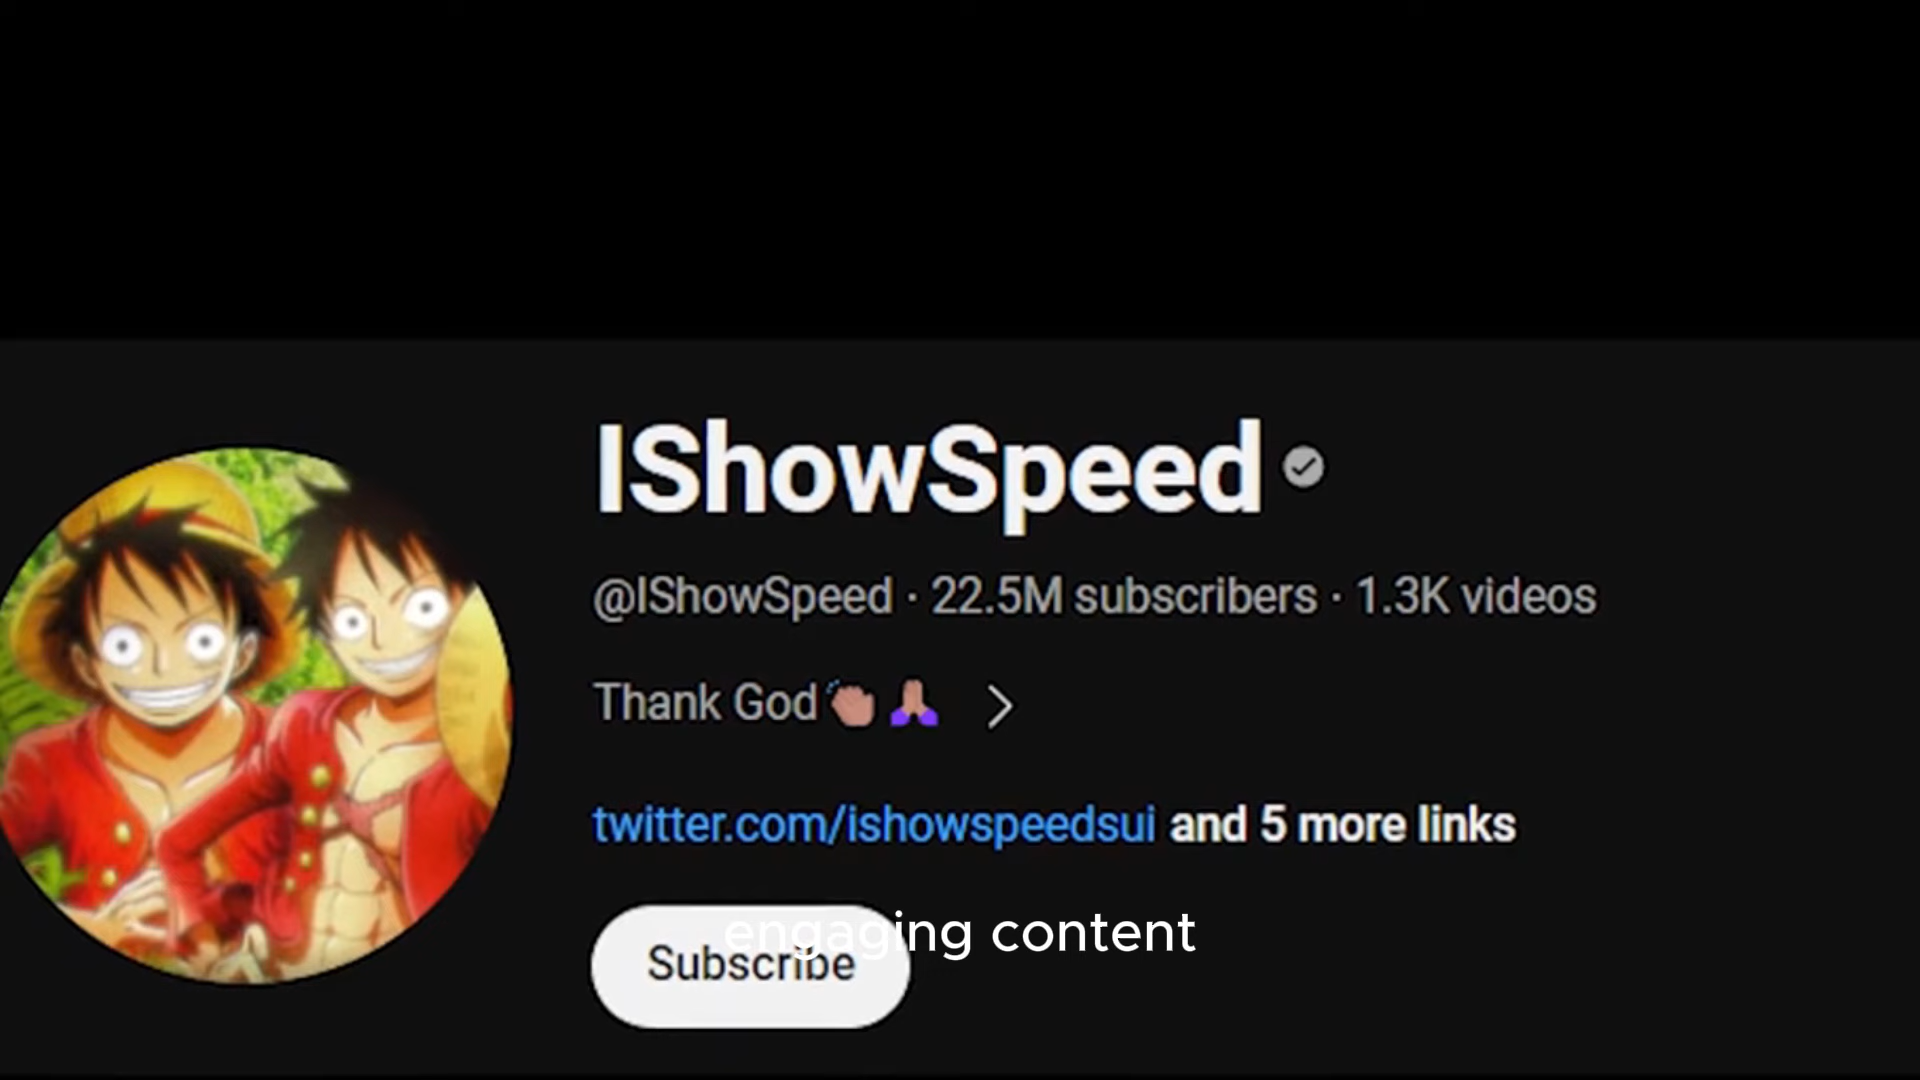 IShowSpeed
@IShowSpeed · 22.5M subscribers · 1.3K videos
Thank God👏🏽🙏🏽
twitter.com/ishowspeedsui and 5 more links
engaging content
Subscribe